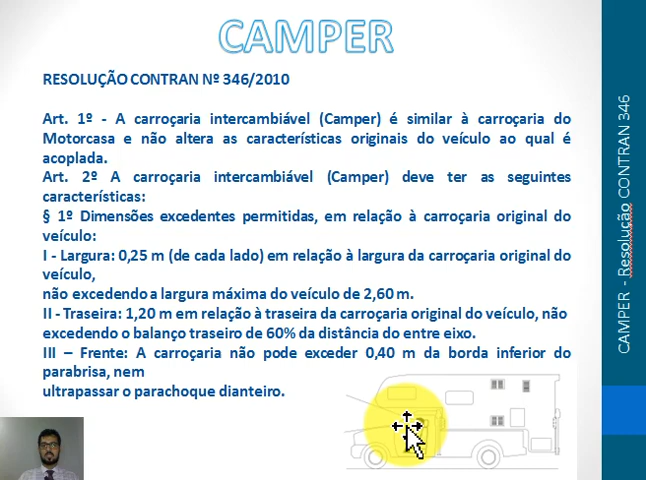 CAMPER
RESOLUÇÃO CONTRAN Nº 346/2010
Art. 1º - A carroçaria intercambiável (Camper) é similar à carroçaria do
Motorcasa e não altera as características originais do veículo ao qual é
acoplada.
Art. 2º A carroçaria intercambiável (Camper) deve ter as seguintes
características:
§ 1º Dimensões excedentes permitidas, em relação à carroçaria original do
veículo:
I - Largura: 0,25 m (de cada lado) em relação à largura da carroçaria original do
veículo,
não excedendo a largura máxima do veículo de 2,60 m.
II - Traseira: 1,20 m em relação à traseira da carroçaria original do veículo, não
excedendo o balanço traseiro de 60% da distância do entre eixo.
III – Frente: A carroçaria não pode exceder 0,40 m da borda inferior do
parabrisa, nem
ultrapassar o parachoque dianteiro.
CAMPER - Resolução CONTRAN 346